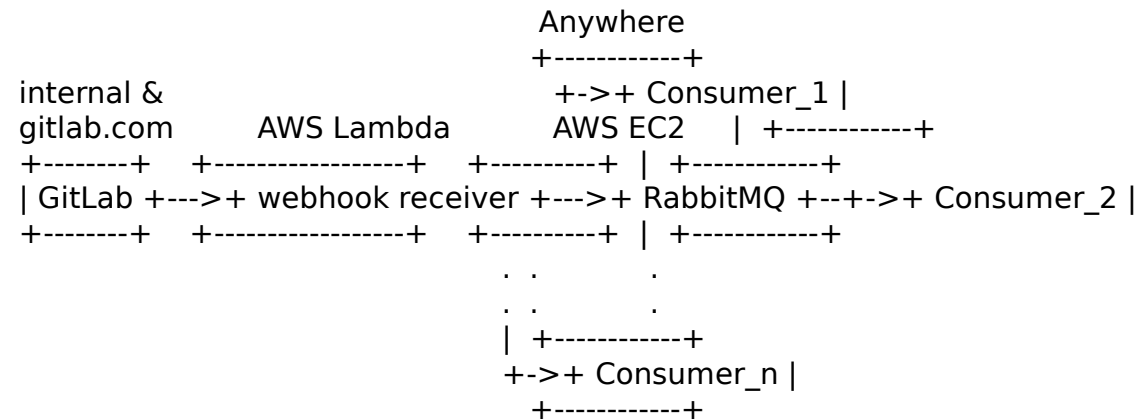 Anywhere
+------------+
internal & +->+ Consumer_1 |
gitlab.com AWS Lambda AWS EC2 | +------------+
+--------+ +------------------+ +----------+ | +------------+
| GitLab +--->+ webhook receiver +--->+ RabbitMQ +--+->+ Consumer_2 |
+--------+ +-----------------+ +----------+ | +------------+
. . .
. . .
| +------------+
+->+ Consumer_n |
+------------+